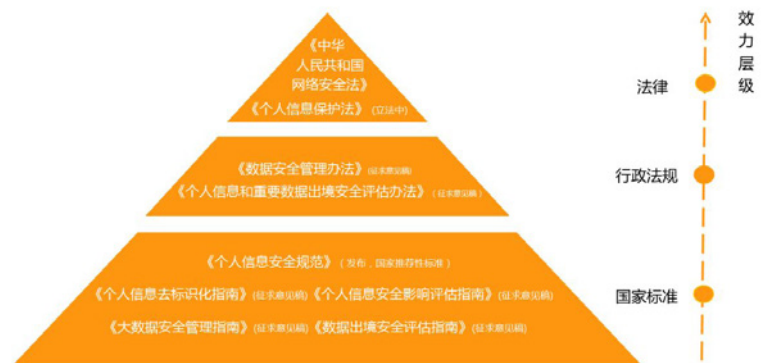 《中华
人民共和国
网络安全法》
《个人信息保护法》（立法中）
《数据安全管理办法》(征求意见稿)
《个人信息和重要数据出境安全评估办法》（征求意见稿）
《个人信息安全规范》（发布，国家推荐性标准）
《个人信息去标识化指南》(征求意见稿)《个人信息安全影响评估指南》(征求意见稿)
《大数据安全管理指南》(征求意见稿)《数据出境安全评估指南》(征求意见稿)
效力层级
法律
行政法规
国家标准